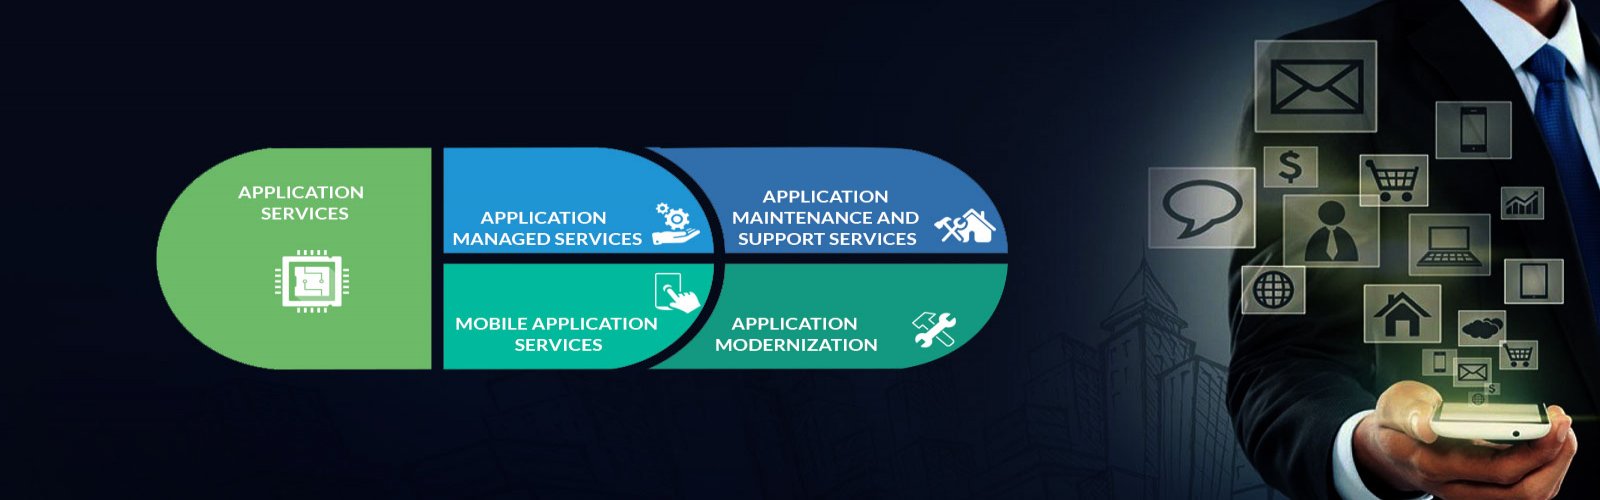 APPLICATION
SERVICES
APPLICATION
MANAGED SERVICES
APPLICATION
MAINTENANCE AND
SUPPORT SERVICES
MOBILE APPLICATION
SERVICES
APPLICATION
MODERNIZATION
$
$